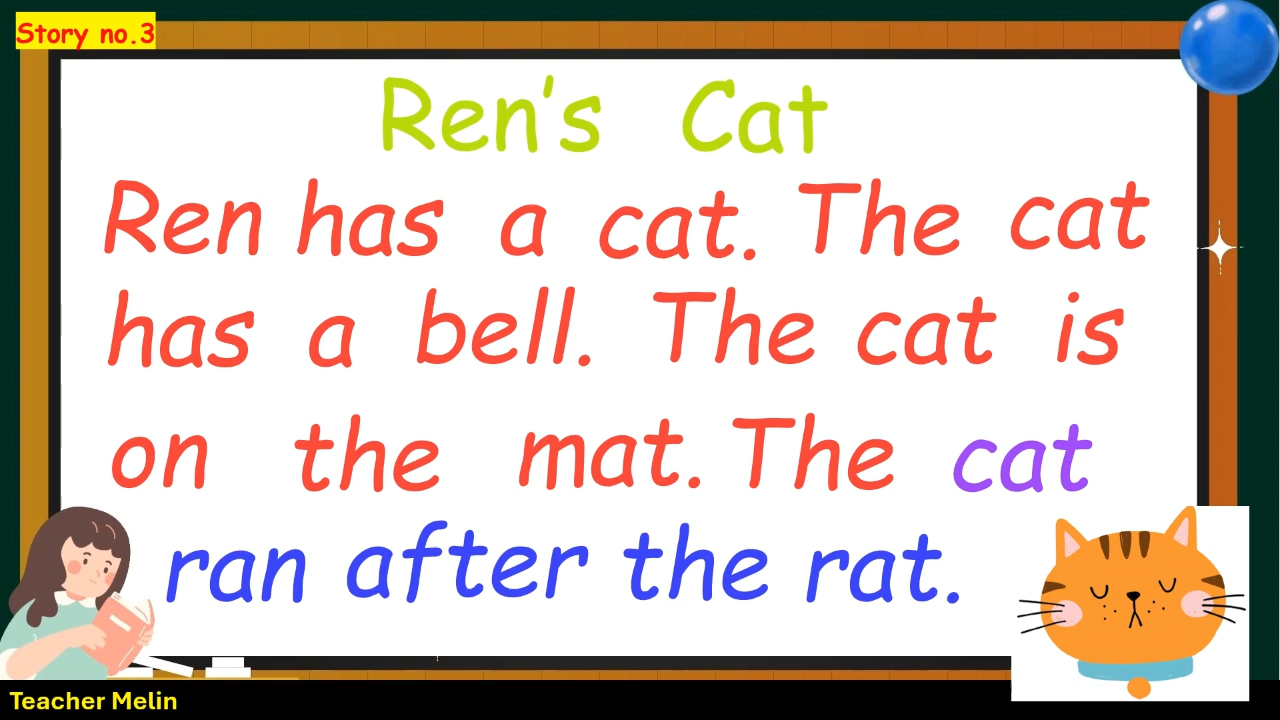 Story no.3
Ren's Cat
Ren has a cat. The cat
has a bell. The cat is
on the mat. The cat
ran after the rat.
Teacher Melin